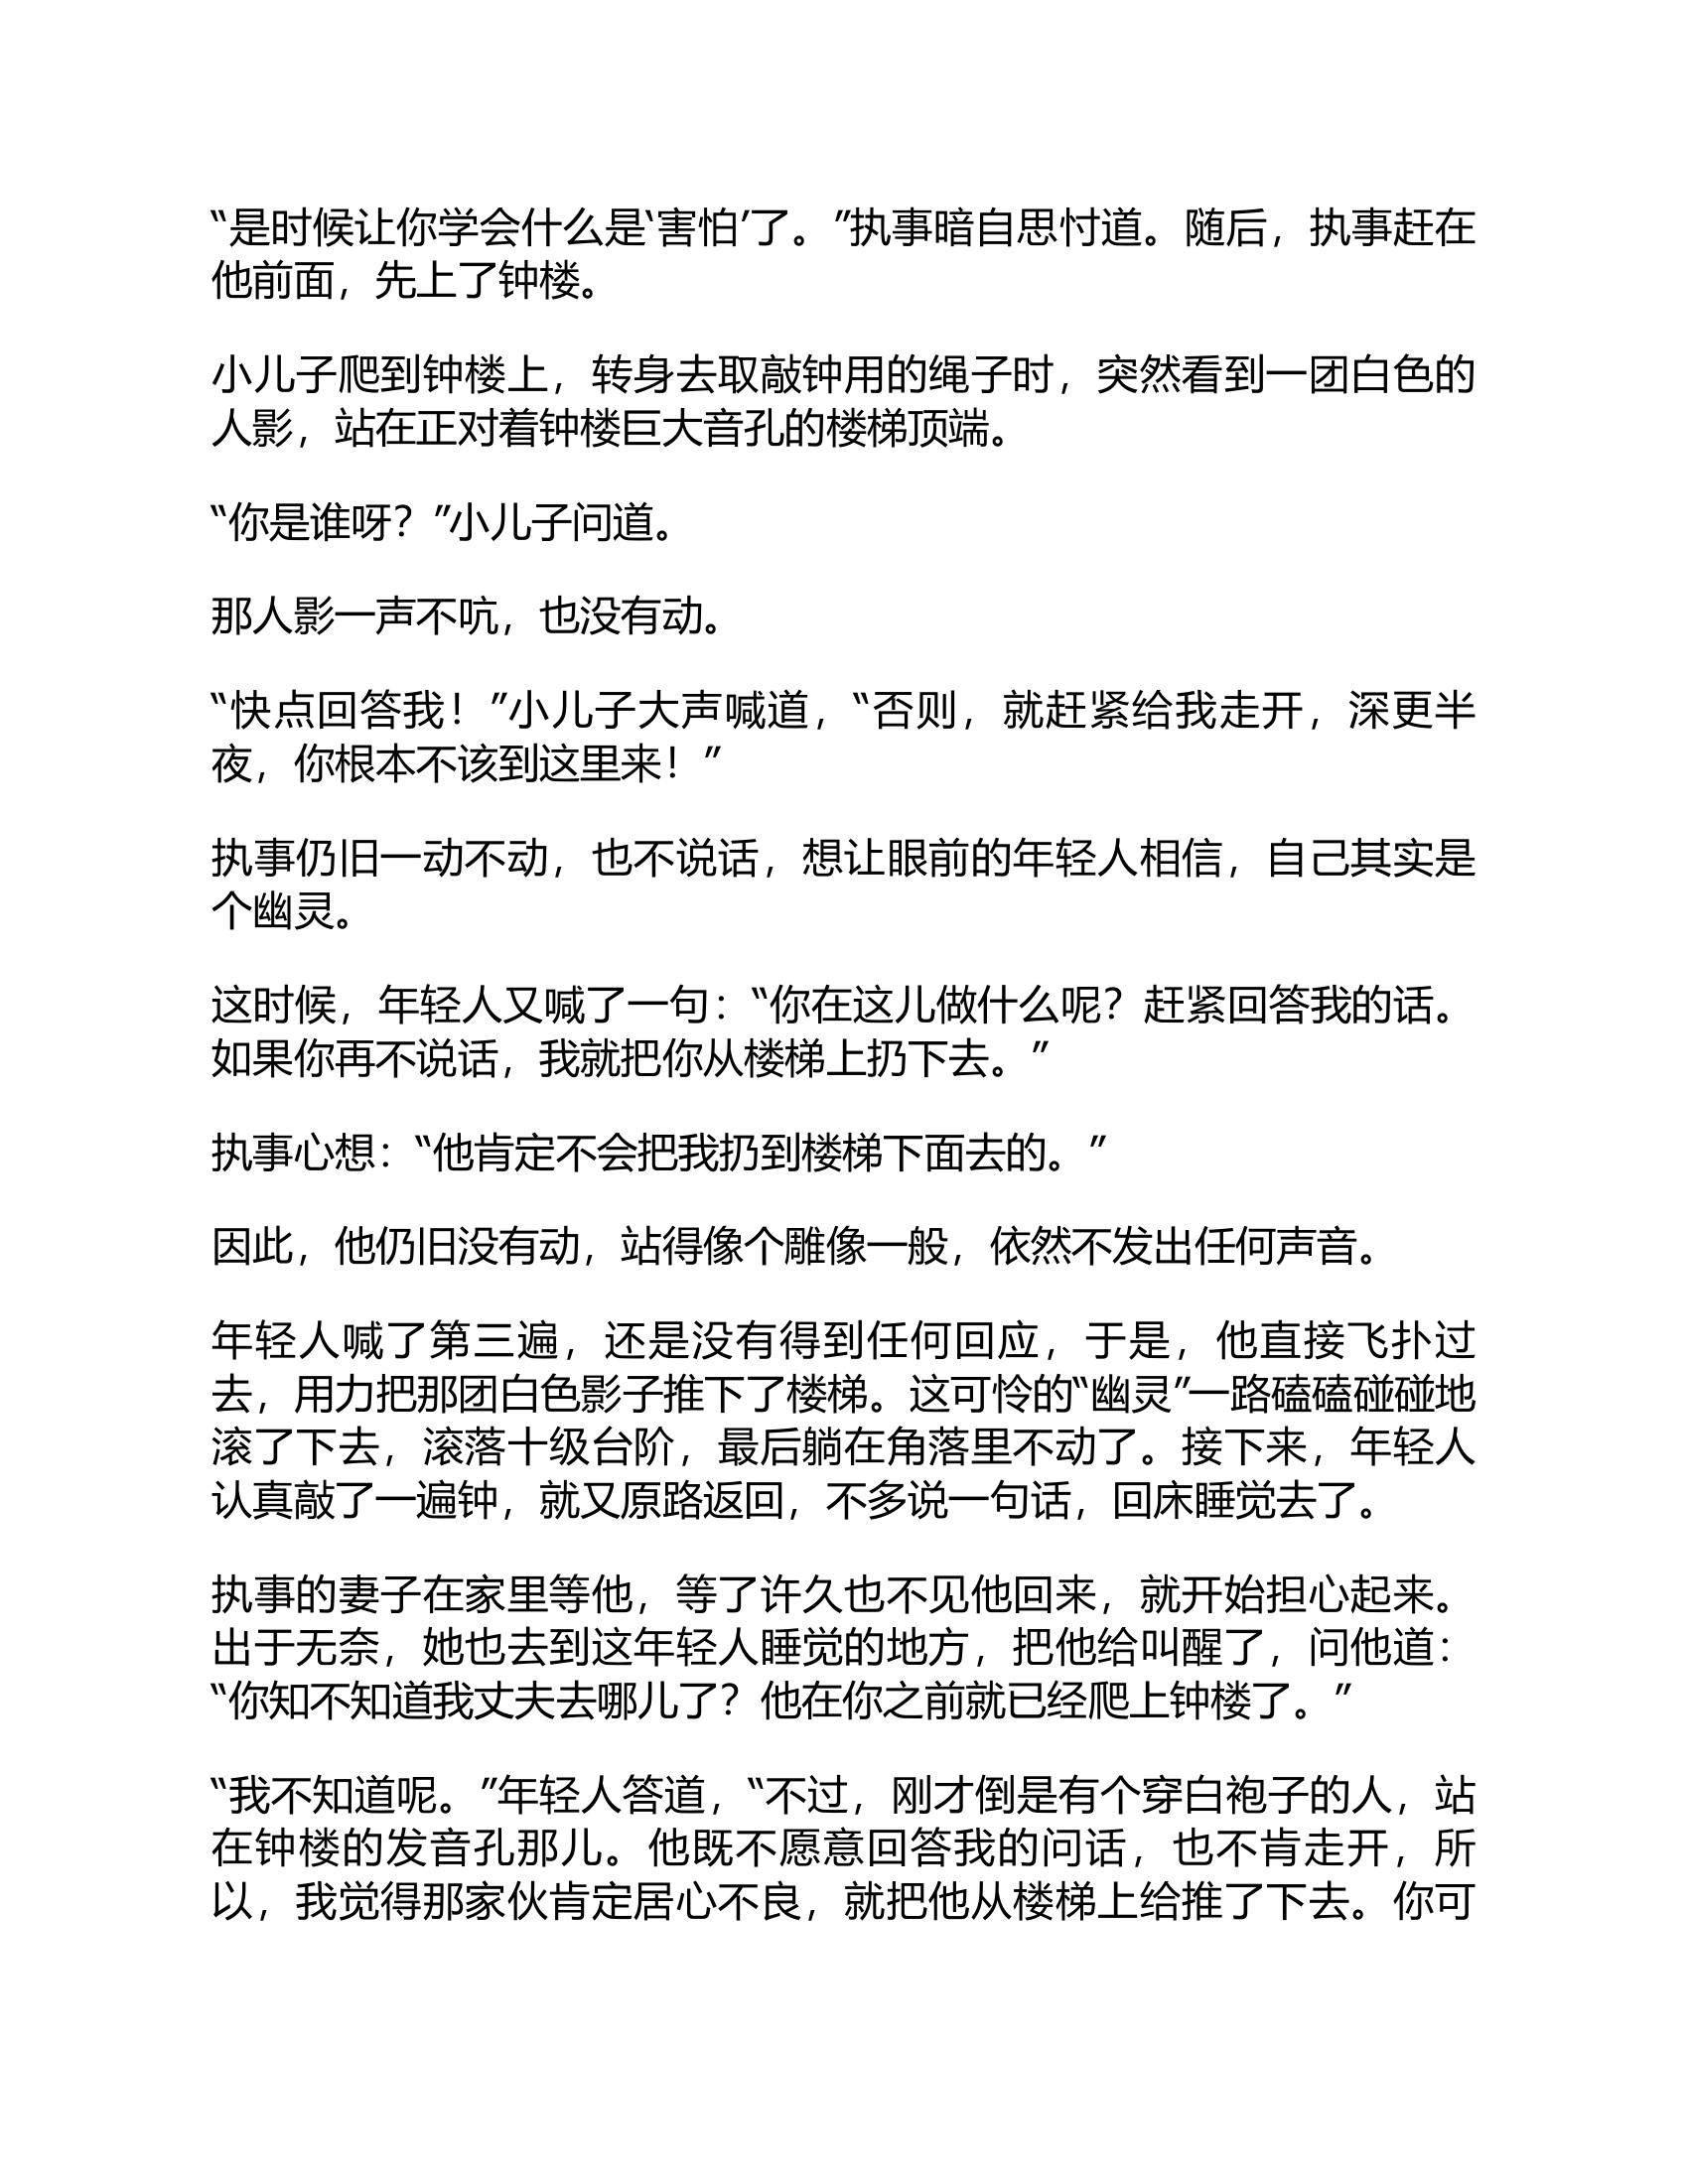 “是时候让你学会什么是‘害怕’了。”执事暗自思忖道。随后，执事赶在
他前面，先上了钟楼。
小儿子爬到钟楼上，转身去取敲钟用的绳子时，突然看到一团白色的
人影，站在正对着钟楼巨大音孔的楼梯顶端。
“你是谁呀？”小儿子问道。
那人影一声不吭，也没有动。
“快点回答我！”小儿子大声喊道，“否则，就赶紧给我走开，深更半
夜，你根本不该到这里来！”
执事仍旧一动不动，也不说话，想让眼前的年轻人相信，自己其实是
个幽灵。
这时候，年轻人又喊了一句：“你在这儿做什么呢？赶紧回答我的话。
如果你再不说话，我就把你从楼梯上扔下去。”
执事心想：“他肯定不会把我扔到楼梯下面去的。”
因此，他仍旧没有动，站得像个雕像一般，依然不发出任何声音。
年轻人喊了第三遍，还是没有得到任何回应，于是，他直接飞扑过
去，用力把那团白色影子推下了楼梯。这可怜的“幽灵”一路磕磕碰碰地
滚了下去，滚落十级台阶，最后躺在角落里不动了。接下来，年轻人
认真敲了一遍钟，就又原路返回，不多说一句话，回床睡觉去了。
执事的妻子在家里等他，等了许久也不见他回来，就开始担心起来。
出于无奈，她也去到这年轻人睡觉的地方，把他给叫醒了，问他道：
“你知不知道我丈夫去哪儿了？他在你之前就已经爬上钟楼了。”
“我不知道呢。”年轻人答道，“不过，刚才倒是有个穿白袍子的人，站
在钟楼的发音孔那儿。他既不愿意回答我的问话，也不肯走开，所
以，我觉得那家伙肯定居心不良，就把他从楼梯上给推了下去。你可